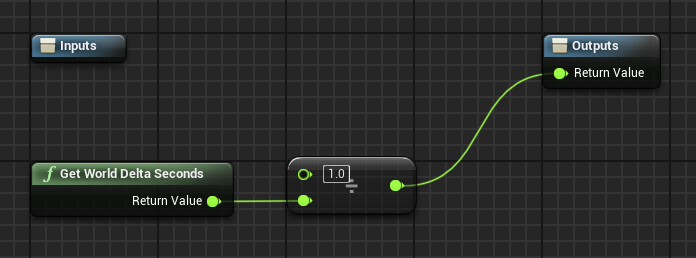 Inputs
Outputs
Return Value
f Get World Delta Seconds
1.0
÷
Return Value